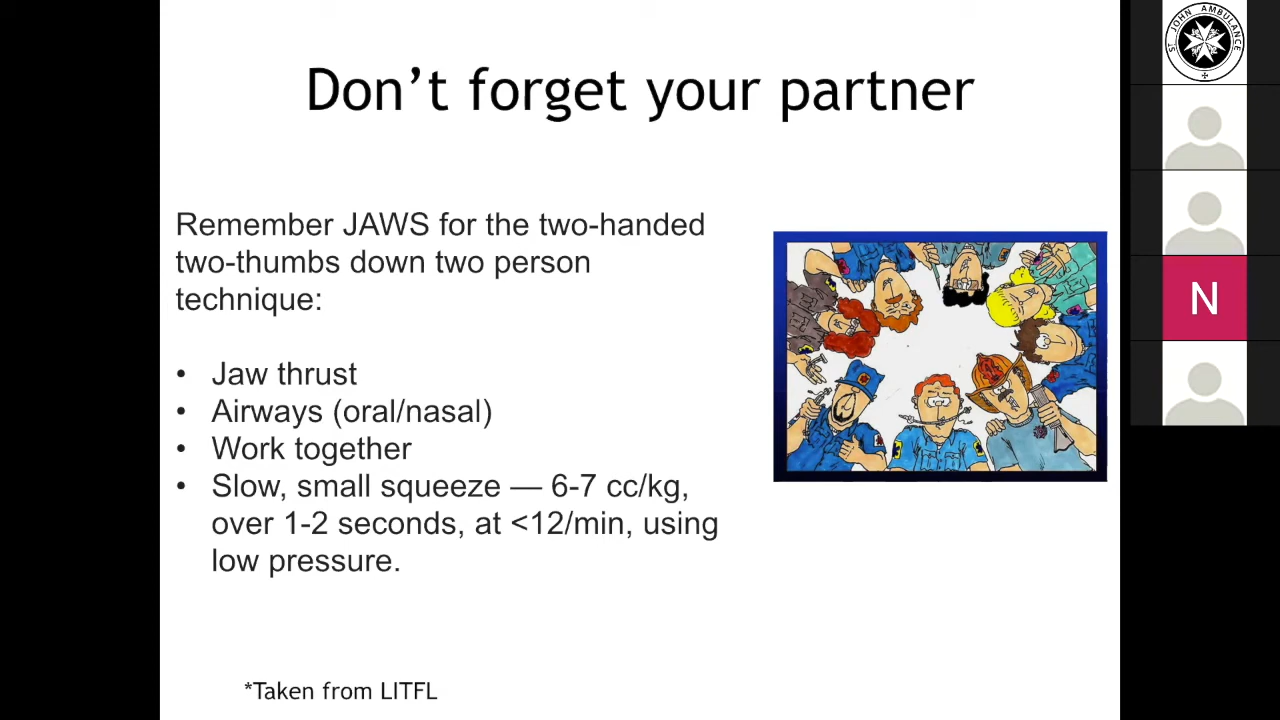 Don’t forget your partner
Remember JAWS for the two-handed
two-thumbs down two person
technique:
• Jaw thrust
• Airways (oral/nasal)
• Work together
• Slow, small squeeze — 6-7 cc/kg,
over 1-2 seconds, at <12/min, using
low pressure.
*Taken from LITFL
ST JOHN AMBULANCE
N